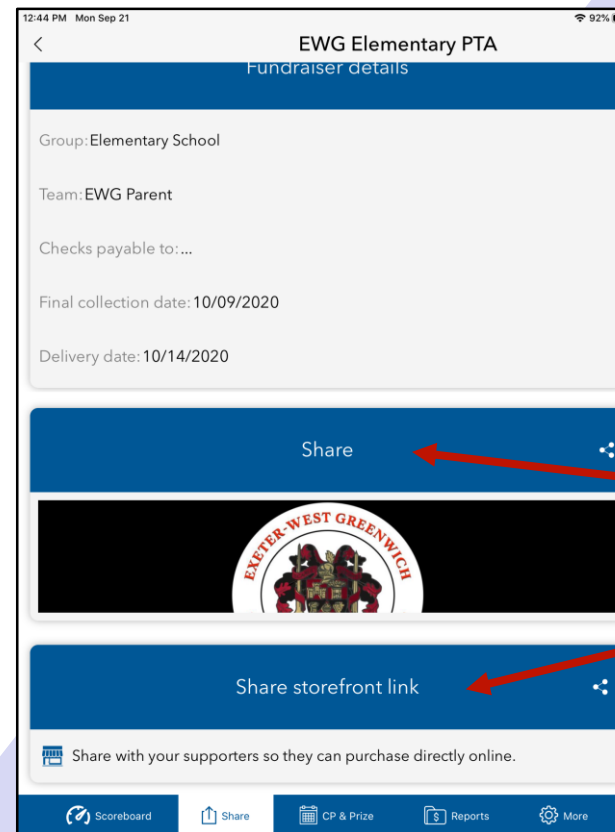 12:44 PM Mon Sep 21
92%
EWG Elementary PTA
Fundraiser details
Group: Elementary School
Team: EWG Parent
Checks payable to: ...
Final collection date: 10/09/2020
Delivery date: 10/14/2020
Share
EXETER-WEST GREENWICH
Share storefront link
Share with your supporters so they can purchase directly online.
Scoreboard Share CP & Prize Reports More